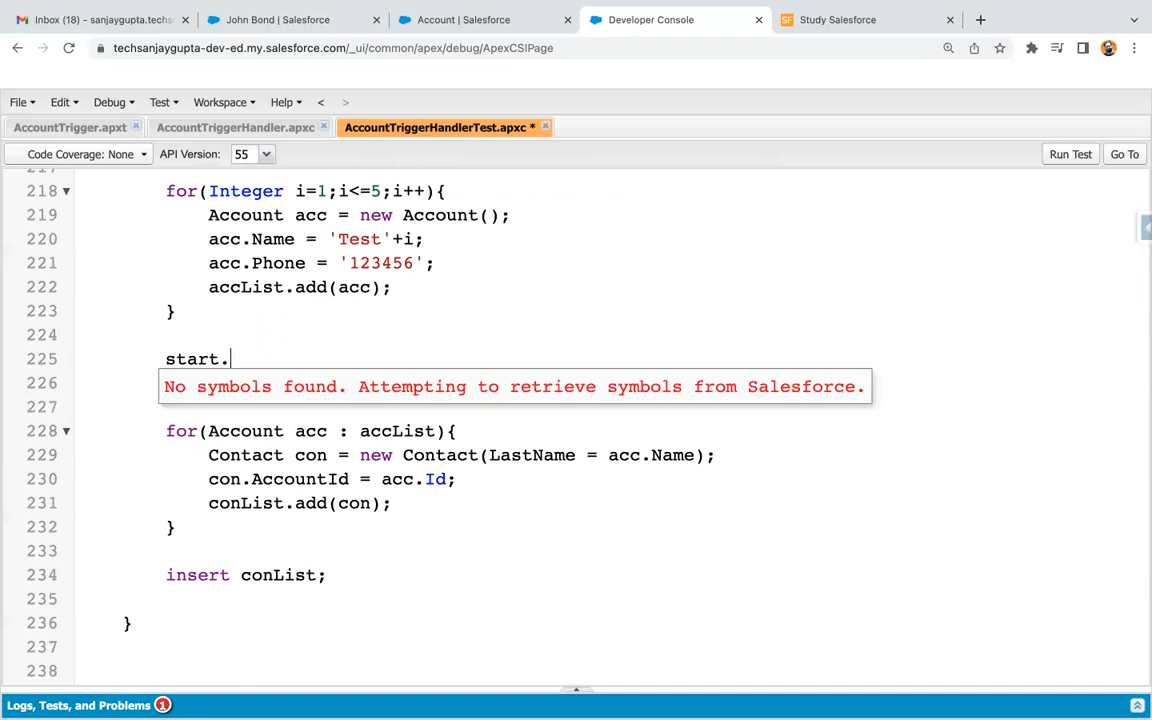 Inbox (18) - sanjaygupta.techs
John Bond | Salesforce
Account | Salesforce
Developer Console
SF Study Salesforce
techsanjaygupta-dev-ed.my.salesforce.com/_ui/common/apex/debug/ApexCSIPage
File Edit Debug Test Workspace Help < >
AccountTrigger.apxt AccountTriggerHandler.apxc AccountTriggerHandlerTest.apxc *
Code Coverage: None API Version: 55 Run Test Go To
217
218 for(Integer i=1;i<=5;i++){
219 Account acc = new Account();
220 acc.Name = 'Test'+i;
221 acc.Phone = '123456';
222 accList.add(acc);
223 }
224
225 start.
226 No symbols found. Attempting to retrieve symbols from Salesforce.
227
228 for(Account acc : accList){
229 Contact con = new Contact(LastName = acc.Name);
230 con.AccountId = acc.Id;
231 conList.add(con);
232 }
233
234 insert conList;
235
236 }
237
238
Logs, Tests, and Problems 1